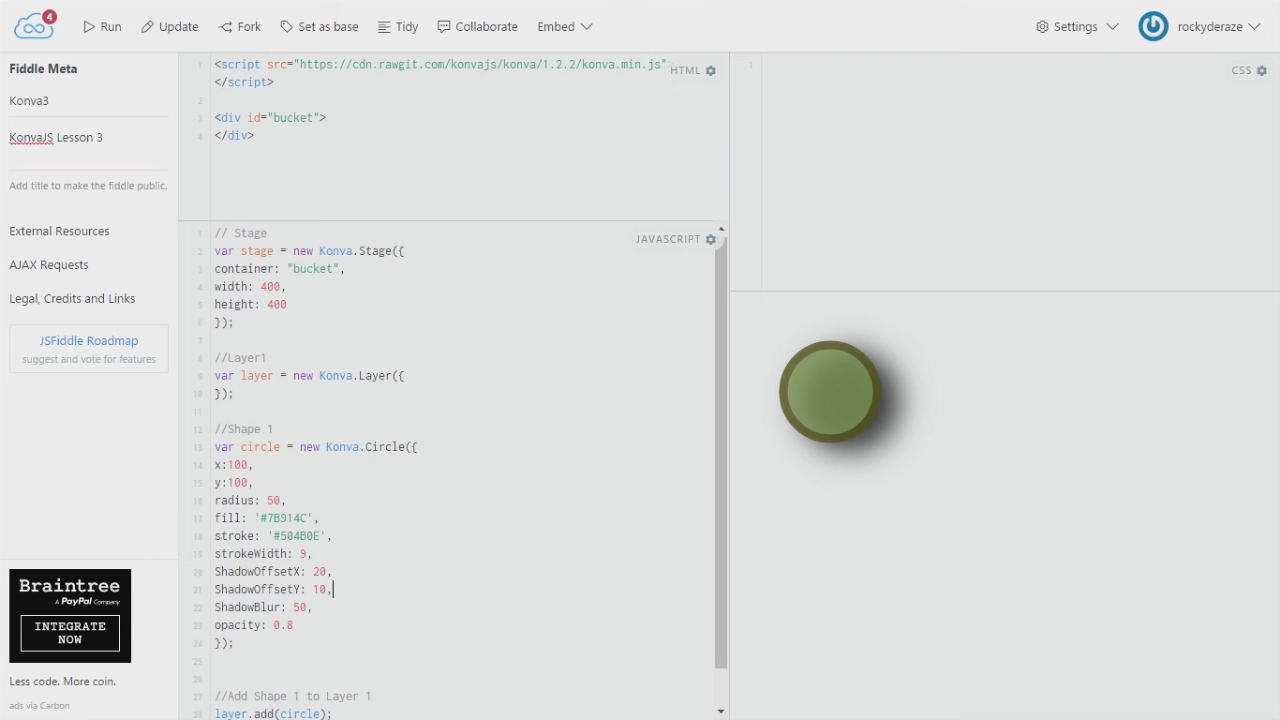 4
Run
Update
Fork
Set as base
Tidy
Collaborate
Embed
Settings
rockyderaze
Fiddle Meta
Konva3
KonvaJS Lesson 3
Add title to make the fiddle public.
External Resources
AJAX Requests
Legal, Credits and Links
JSFiddle Roadmap
suggest and vote for features
Braintree
A PayPal Company
INTEGRATE
NOW
Less code. More coin.
ads via Carbon
HTML
1 <script src="https://cdn.rawgit.com/konvajs/konva/1.2.2/konva.min.js">
</script>
2
3 <div id="bucket">
4 </div>
JAVASCRIPT
1 // Stage
2 var stage = new Konva.Stage({
3 container: "bucket",
4 width: 400,
5 height: 400
6 });
7
8 //Layer1
9 var layer = new Konva.Layer({
10 });
11
12 //Shape 1
13 var circle = new Konva.Circle({
14 x:100,
15 y:100,
16 radius: 50,
17 fill: '#7B914C',
18 stroke: '#504B0E',
19 strokeWidth: 9,
20 ShadowOffsetX: 20,
21 ShadowOffsetY: 10,
22 ShadowBlur: 50,
23 opacity: 0.8
24 });
25
26
27 //Add Shape 1 to Layer 1
28 layer.add(circle);
1
CSS